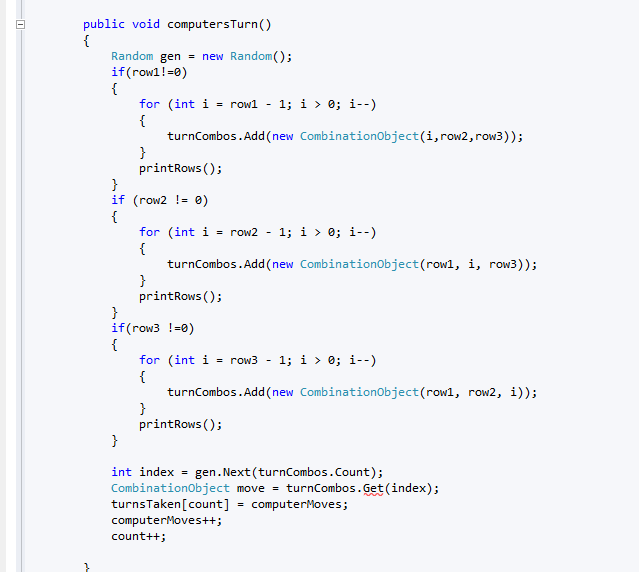 public void computersTurn()
{
Random gen = new Random();
if(row1!=0)
{
for (int i = row1 - 1; i > 0; i--)
{
turnCombos.Add(new CombinationObject(i,row2,row3));
}
printRows();
}
if (row2 != 0)
{
for (int i = row2 - 1; i > 0; i--)
{
turnCombos.Add(new CombinationObject(row1, i, row3));
}
printRows();
}
if(row3 !=0)
{
for (int i = row3 - 1; i > 0; i--)
{
turnCombos.Add(new CombinationObject(row1, row2, i));
}
printRows();
}
int index = gen.Next(turnCombos.Count);
CombinationObject move = turnCombos.Get(index);
turnsTaken[count] = computerMoves;
computerMoves++;
count++;
}